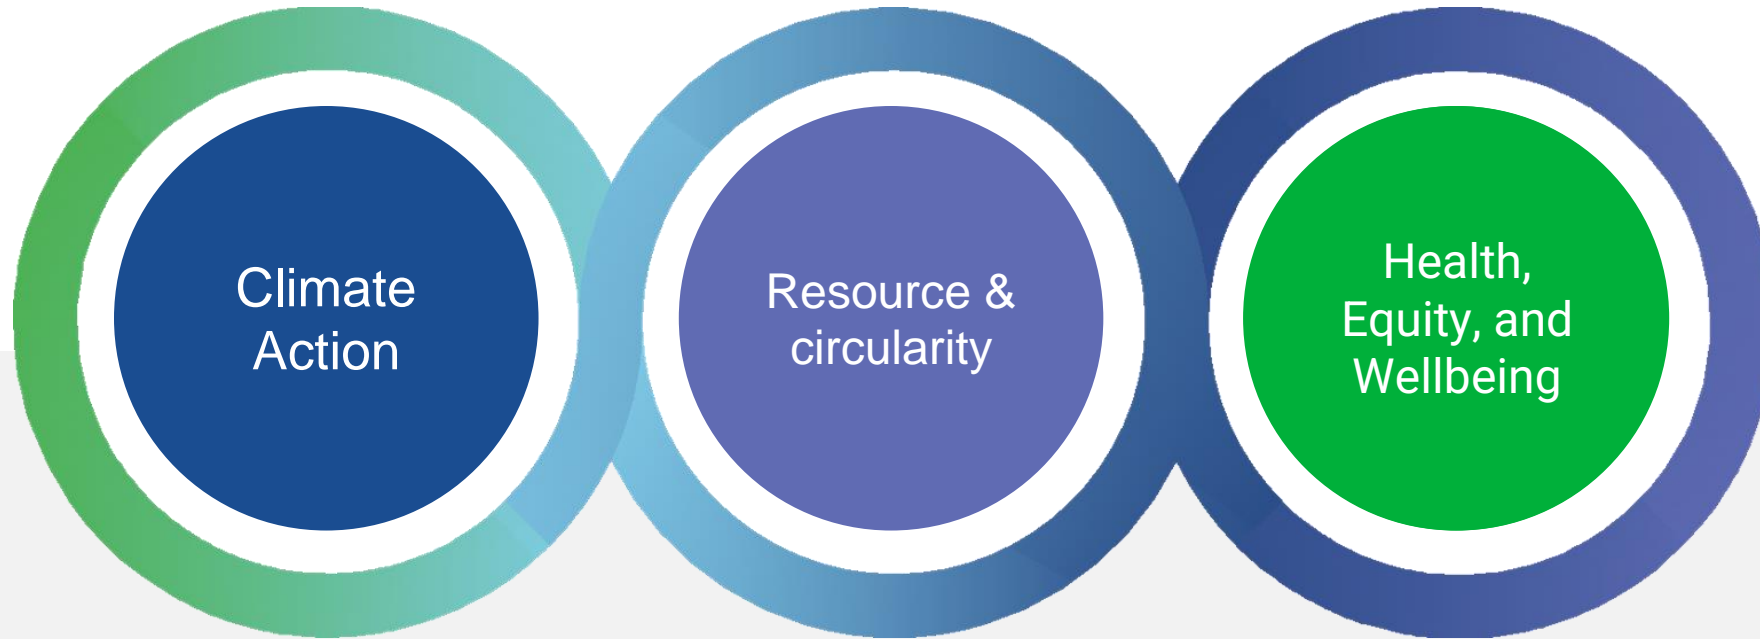 Climate
Action
Resource &
circularity
Health,
Equity, and
Wellbeing